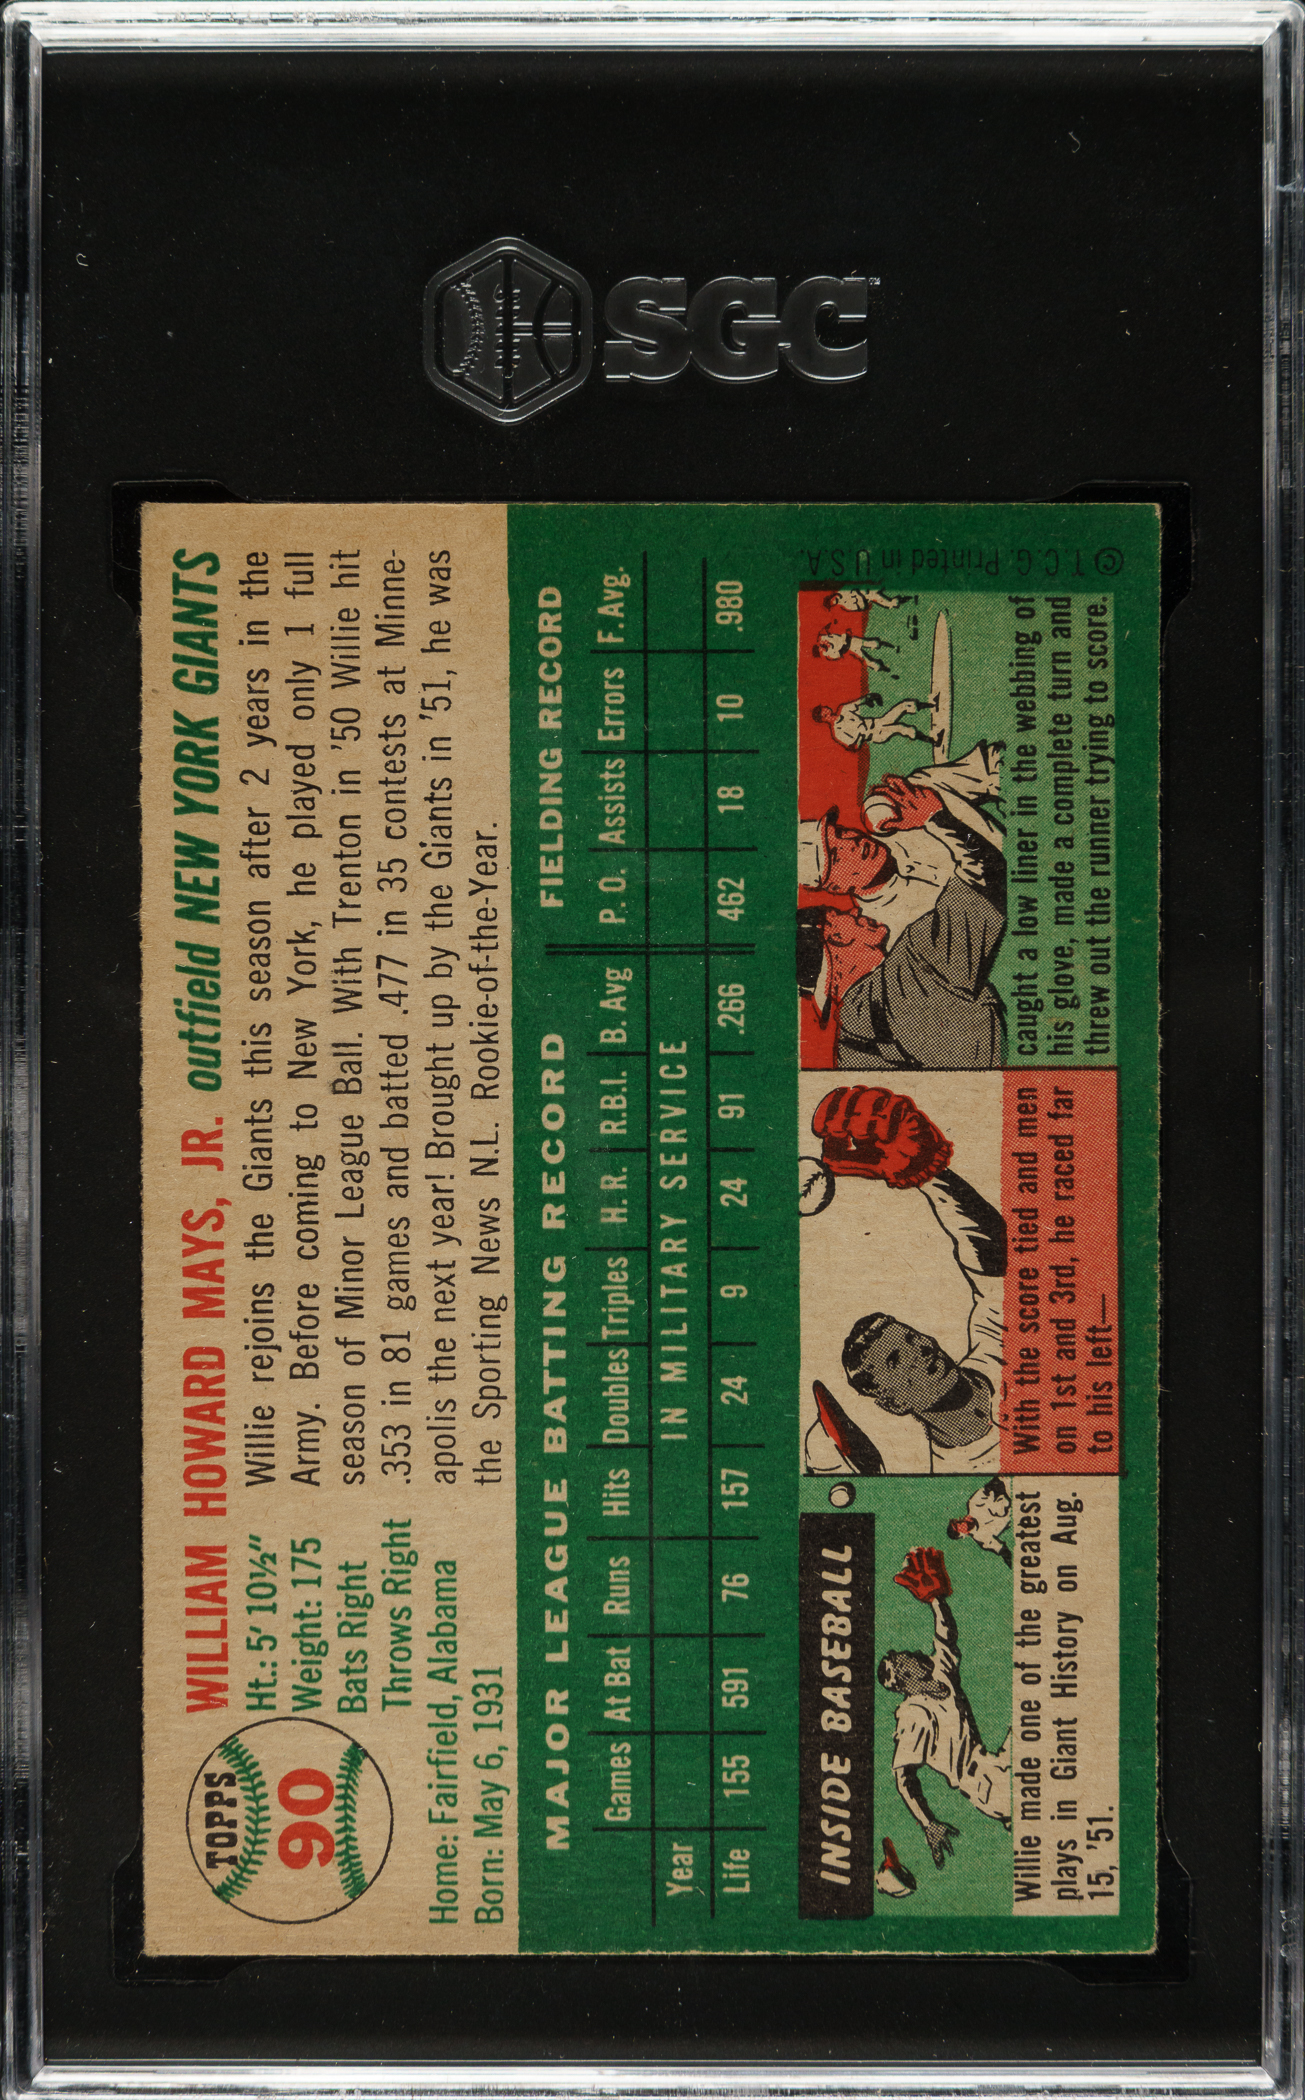 SGC
TM
TOPPS
90
WILLIAM HOWARD MAYS, JR. outfield NEW YORK GIANTS
Ht.: 5' 10½"
Weight: 175
Bats Right
Throws Right
Home: Fairfield, Alabama
Born: May 6, 1931
Willie rejoins the Giants this season after 2 years in the
Army. Before coming to New York, he played only 1 full
season of Minor League Ball. With Trenton in '50 Willie hit
.353 in 81 games and batted .477 in 35 contests at Minne-
apolis the next year! Brought up by the Giants in '51, he was
the Sporting News N.L. Rookie-of-the-Year.
MAJOR LEAGUE BATTING RECORD FIELDING RECORD
Year Games At Bat Runs Hits Doubles Triples H. R. R.B.I. B. Avg P. O. Assists Errors F. Avg.
IN MILITARY SERVICE
Life 155 591 76 157 24 9 24 91 .266 462 18 10 .980
INSIDE BASEBALL
Willie made one of the greatest
plays in Giant History on Aug.
15, '51.
With the score tied and men
on 1st and 3rd, he raced far
to his left—
caught a low liner in the webbing of
his glove, made a complete turn and
threw out the runner trying to score.
© T. C. G. Printed in U.S.A.